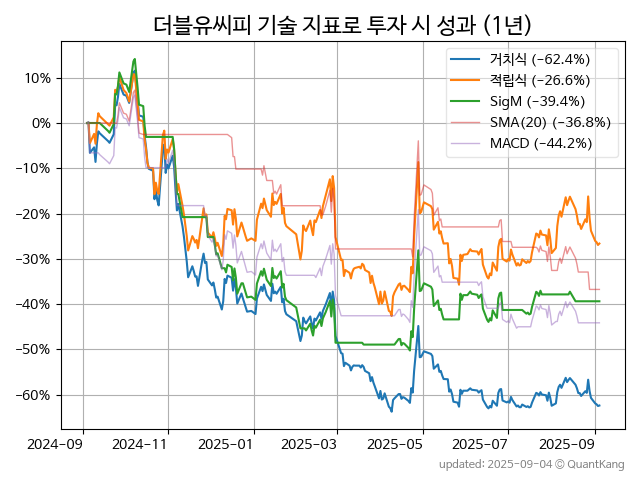 더블유씨피 기술 지표로 투자 시 성과 (1년)
거치식 (−62.4%)
적립식 (−26.6%)
SigM (−39.4%)
SMA(20) (−36.8%)
MACD (−44.2%)
10%
0%
−10%
−20%
−30%
−40%
−50%
−60%
2024-09 2024-11 2025-01 2025-03 2025-05 2025-07 2025-09
updated: 2025-09-04 © QuantKang